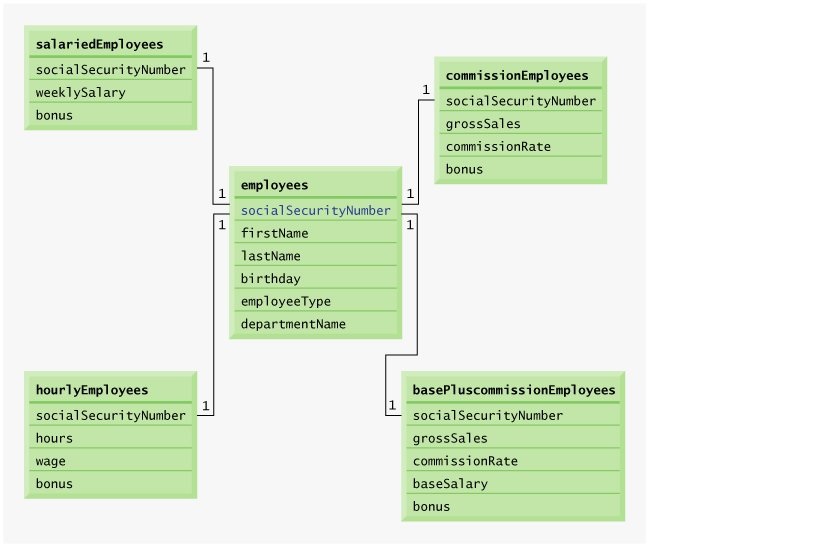 salariedEmployees
socialSecurityNumber
weeklySalary
bonus
1
commissionEmployees
socialSecurityNumber
grossSales
commissionRate
bonus
1
employees
socialSecurityNumber
firstName
lastName
birthday
employeeType
departmentName
1
1
1
1
hourlyEmployees
socialSecurityNumber
hours
wage
bonus
1
basePluscommissionEmployees
socialSecurityNumber
grossSales
commissionRate
baseSalary
bonus
1